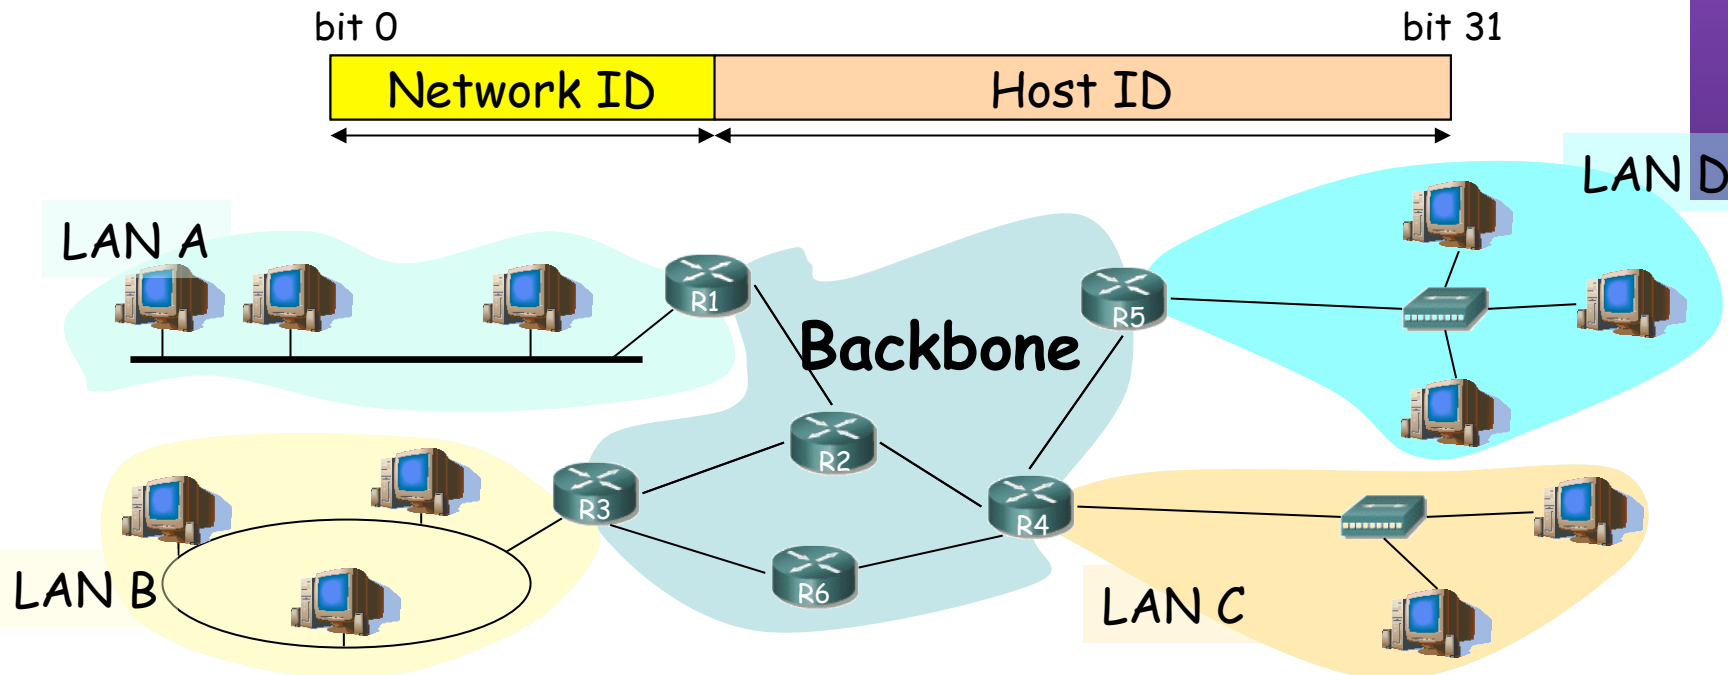 bit 0
bit 31
Network ID
Host ID
LAN D
LAN A
R1
R5
Backbone
R2
R3
R4
R6
LAN B
LAN C